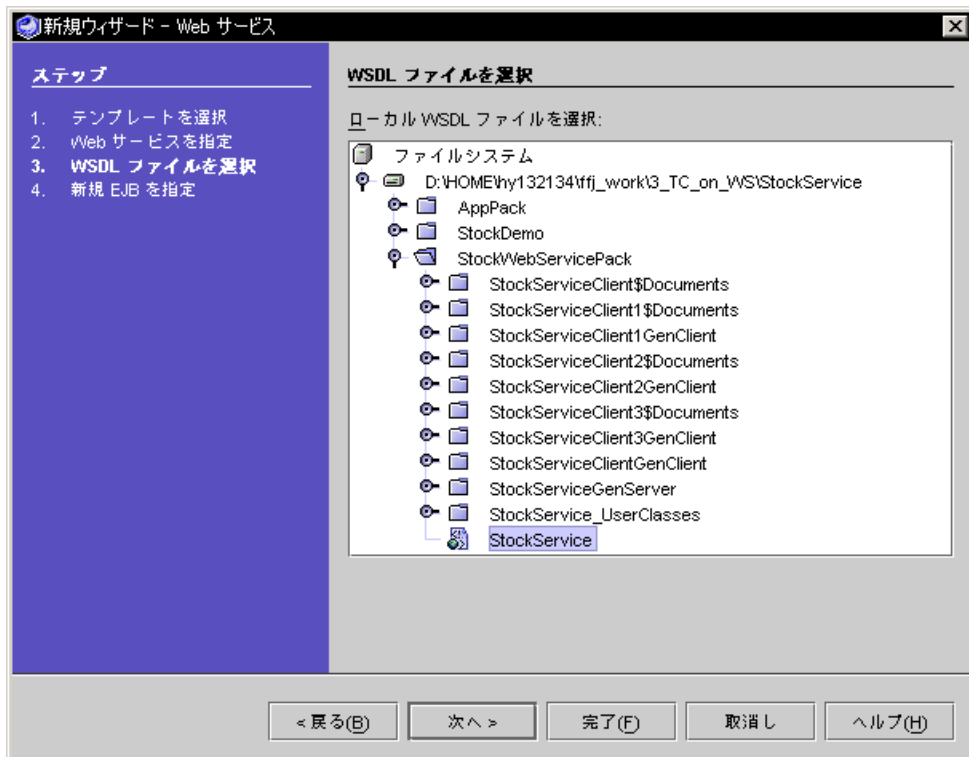 新規ウィザード - Web サービス
ステップ
1. テンプレートを選択
2. Web サービスを指定
3. WSDL ファイルを選択
4. 新規 EJB を指定
WSDL ファイルを選択
ローカル WSDL ファイルを選択:
ファイルシステム
D:\HOME\hy132134\ffj_work\3_TC_on_WS\StockService
AppPack
StockDemo
StockWebServicePack
StockServiceClient$Documents
StockServiceClient1$Documents
StockServiceClient1GenClient
StockServiceClient2$Documents
StockServiceClient2GenClient
StockServiceClient3$Documents
StockServiceClient3GenClient
StockServiceClientGenClient
StockServiceGenServer
StockService_UserClasses
StockService
< 戻る(B) 次へ > 完了(F) 取消し ヘルプ(H)